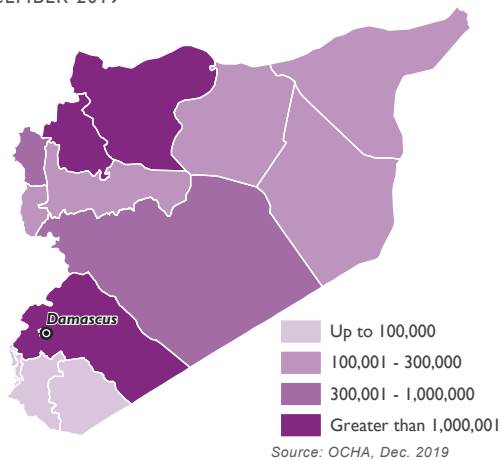 2019
Damascus
Up to 100,000
100,001 - 300,000
300,001 - 1,000,000
Greater than 1,000,001
Source: OCHA, Dec. 2019